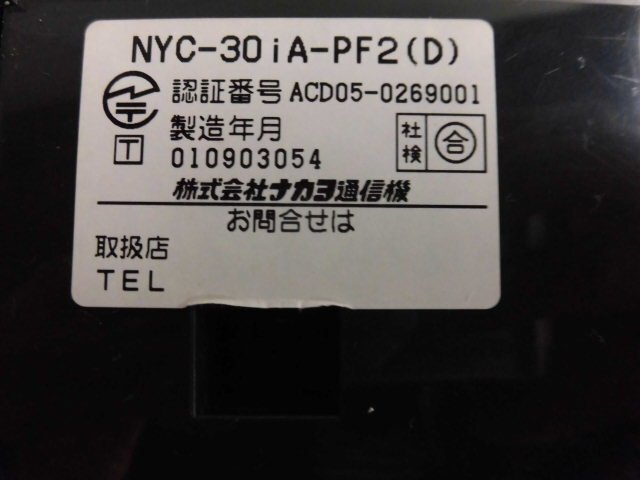 NYC-30iA-PF2(D)
認証番号 ACD05-0269001
T
製造年月
010903054
社検 合
株式会社ナカヨ通信機
お問合せは
取扱店
TEL